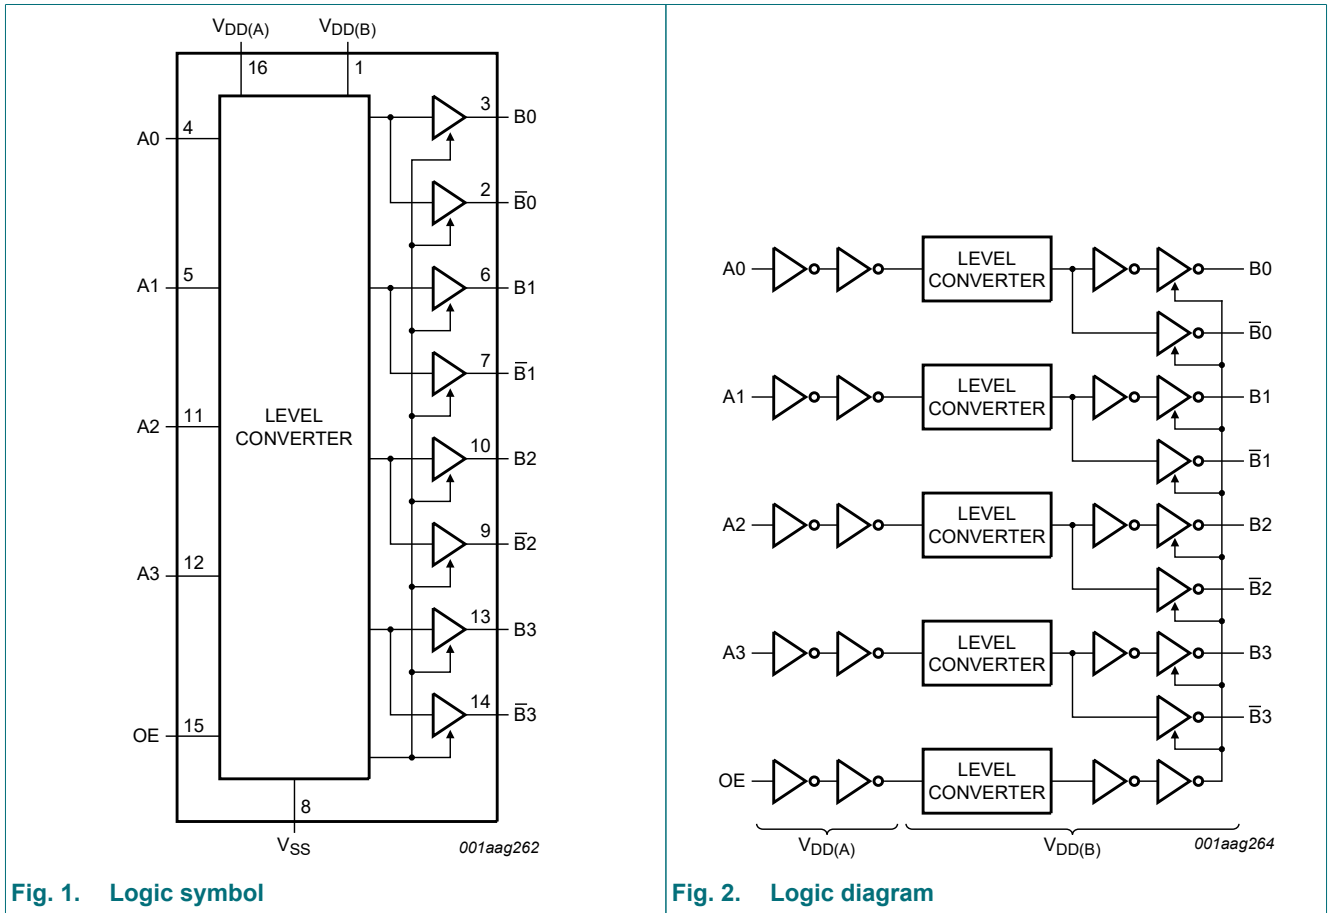 VDD(A) VDD(B)
16 1
3 B0
A0 4
2 B̅0
A1 5
6 B1
7 B̅1
A2 11
LEVEL
CONVERTER
10 B2
9 B̅2
A3 12
13 B3
14 B̅3
OE 15
8
VSS
001aag262
Fig. 1. Logic symbol
A0 LEVEL
CONVERTER B0
B̅0
A1 LEVEL
CONVERTER B1
B̅1
A2 LEVEL
CONVERTER B2
B̅2
A3 LEVEL
CONVERTER B3
B̅3
OE LEVEL
CONVERTER
VDD(A) VDD(B)
001aag264
Fig. 2. Logic diagram